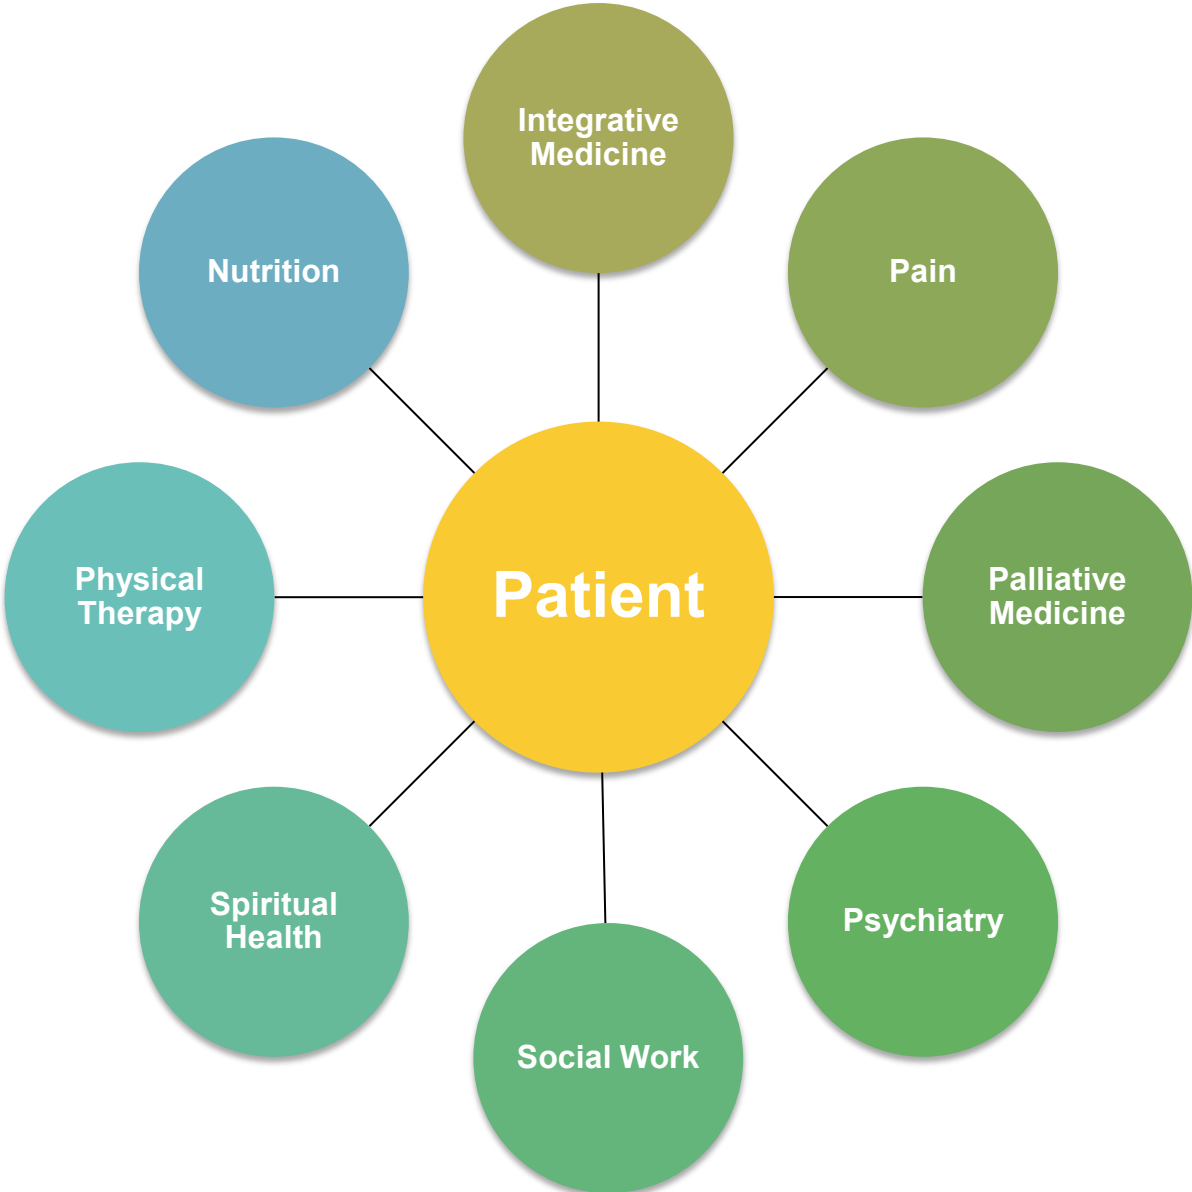 Integrative
Medicine
Pain
Palliative
Medicine
Psychiatry
Social Work
Spiritual
Health
Physical
Therapy
Nutrition
Patient